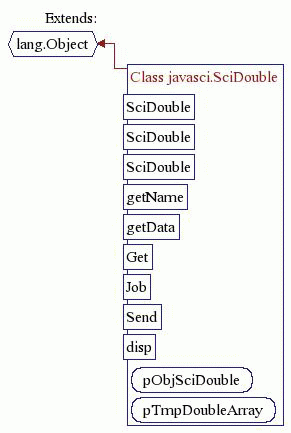 Extends:
lang.Object
Class javasci.SciDouble
SciDouble
SciDouble
SciDouble
getName
getData
Get
Job
Send
disp
pObjSciDouble
pTmpDoubleArray